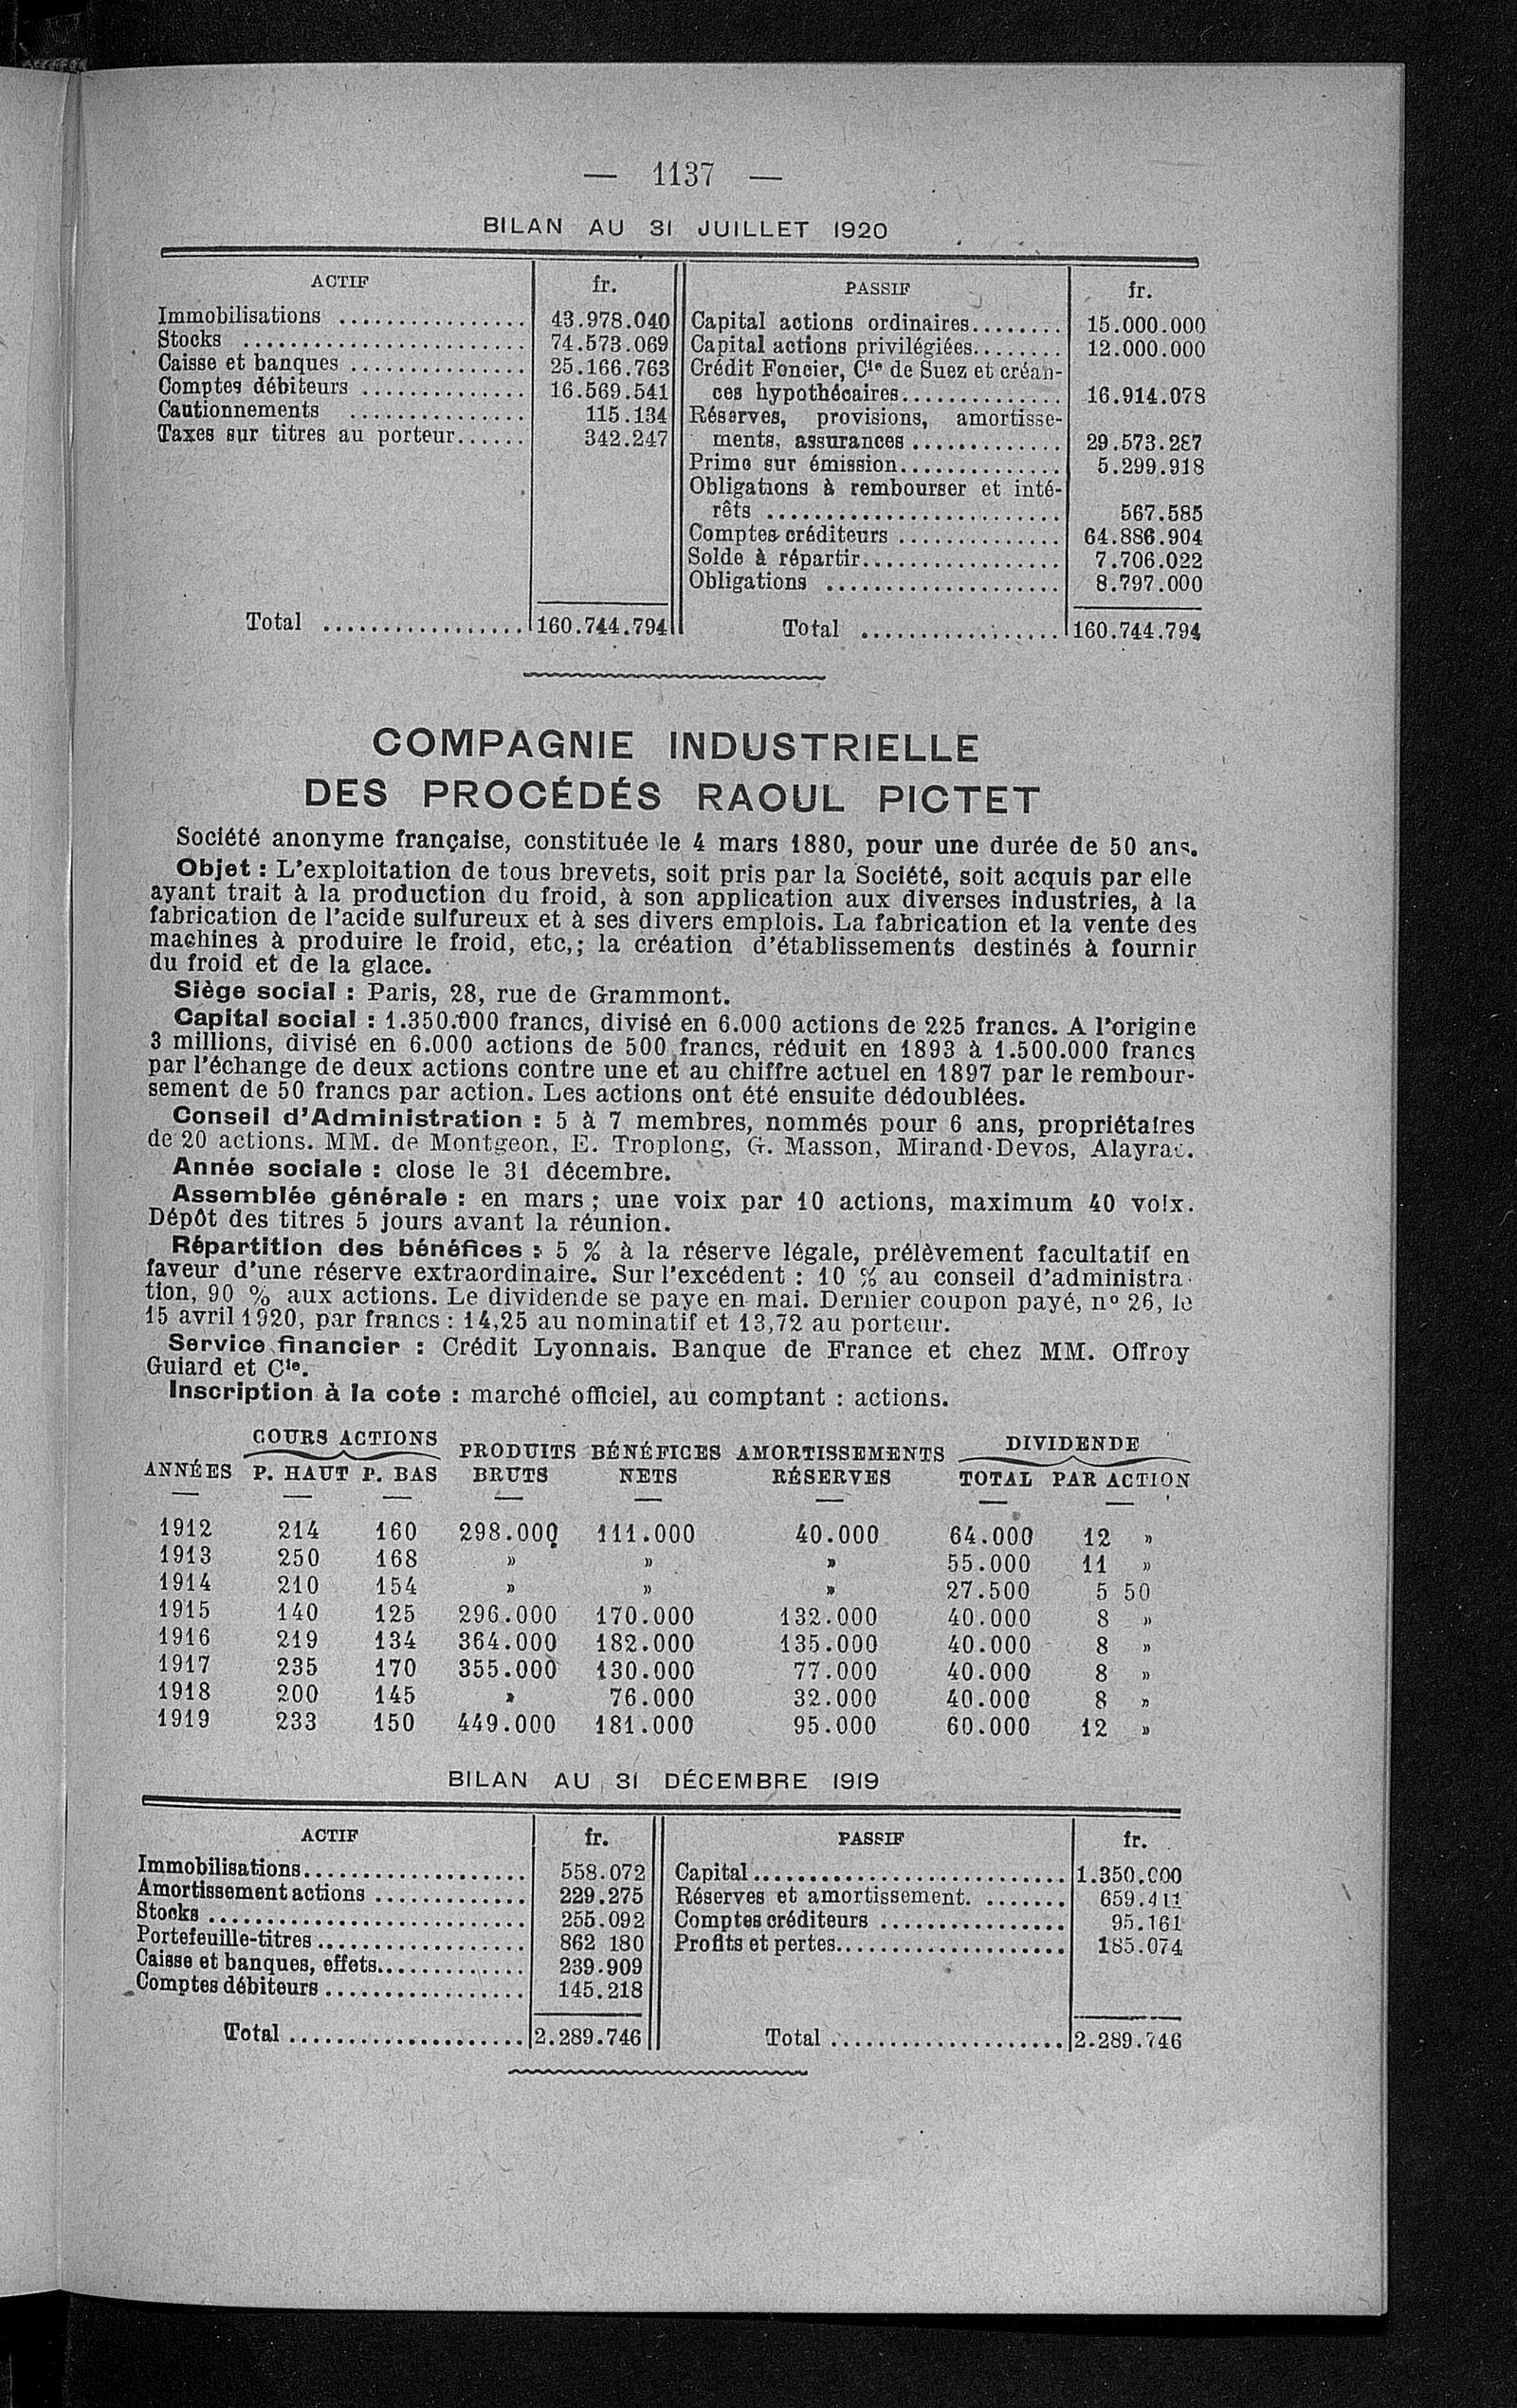 — 1137 —
BILAN AU 31 JUILLET 1920
ACTIF fr. PASSIF fr.
Immobilisations ................ 43.978.040 Capital actions ordinaires........ 15.000.000
Stocks ........................ 74.573.069 Capital actions privilégiées........ 12.000.000
Caisse et banques ............... 25.166.763 Crédit Foncier, Cie de Suez et créan-
Comptes débiteurs .............. 16.569.541 ces hypothécaires.............. 16.914.078
Cautionnements ............... 115.134 Réserves, provisions, amortisse-
Taxes sur titres au porteur...... 342.247 ments, assurances ............. 29.573.287
Prime sur émission.............. 5.299.918
Obligations à rembourser et inté-
rêts ......................... 567.585
Comptes créditeurs .............. 64.886.904
Solde à répartir................. 7.706.022
Obligations .................... 8.797.000
Total ................. 160.744.794 Total ................. 160.744.794
COMPAGNIE INDUSTRIELLE
DES PROCÉDÉS RAOUL PICTET
Société anonyme française, constituée le 4 mars 1880, pour une durée de 50 ans.
Objet : L'exploitation de tous brevets, soit pris par la Société, soit acquis par elle
ayant trait à la production du froid, à son application aux diverses industries, à la
fabrication de l'acide sulfureux et à ses divers emplois. La fabrication et la vente des
machines à produire le froid, etc,; la création d'établissements destinés à fournir
du froid et de la glace.
Siège social : Paris, 28, rue de Grammont.
Capital social : 1.350.000 francs, divisé en 6.000 actions de 225 francs. A l'origine
3 millions, divisé en 6.000 actions de 500 francs, réduit en 1893 à 1.500.000 francs
par l'échange de deux actions contre une et au chiffre actuel en 1897 par le rembour-
sement de 50 francs par action. Les actions ont été ensuite dédoublées.
Conseil d'Administration : 5 à 7 membres, nommés pour 6 ans, propriétaires
de 20 actions. MM. de Montgeon, E. Troplong, G. Masson, Mirand-Devos, Alayrac.
Année sociale : close le 31 décembre.
Assemblée générale : en mars ; une voix par 10 actions, maximum 40 voix.
Dépôt des titres 5 jours avant la réunion.
Répartition des bénéfices : 5 % à la réserve légale, prélèvement facultatif en
faveur d'une réserve extraordinaire. Sur l'excédent : 10 % au conseil d'administra-
tion, 90 % aux actions. Le dividende se paye en mai. Dernier coupon payé, nº 26, le
15 avril 1920, par francs : 14,25 au nominatif et 13,72 au porteur.
Service financier : Crédit Lyonnais. Banque de France et chez MM. Offroy
Guiard et Cie.
Inscription à la cote : marché officiel, au comptant : actions.
COURS ACTIONS PRODUITS BÉNÉFICES AMORTISSEMENTS DIVIDENDE
ANNÉES P. HAUT P. BAS BRUTS NETS RÉSERVES TOTAL PAR ACTION
1912 214 160 298.000 111.000 40.000 64.000 12 »
1913 250 168 » » » 55.000 11 »
1914 210 154 » » » 27.500 5 50
1915 140 125 296.000 170.000 132.000 40.000 8 »
1916 219 134 364.000 182.000 135.000 40.000 8 »
1917 235 170 355.000 130.000 77.000 40.000 8 »
1918 200 145 » 76.000 32.000 40.000 8 »
1919 233 150 449.000 181.000 95.000 60.000 12 »
BILAN AU 31 DÉCEMBRE 1919
ACTIF fr. PASSIF fr.
Immobilisations................... 558.072 Capital.......................... 1.350.000
Amortissement actions ............. 229.275 Réserves et amortissement. ....... 659.411
Stocks ........................... 255.092 Comptes créditeurs ................ 95.161
Portefeuille-titres .................. 862 180 Profits et pertes.................... 185.074
Caisse et banques, effets............. 239.909
Comptes débiteurs ................. 145.218
Total .................... 2.289.746 Total .................... 2.289.746